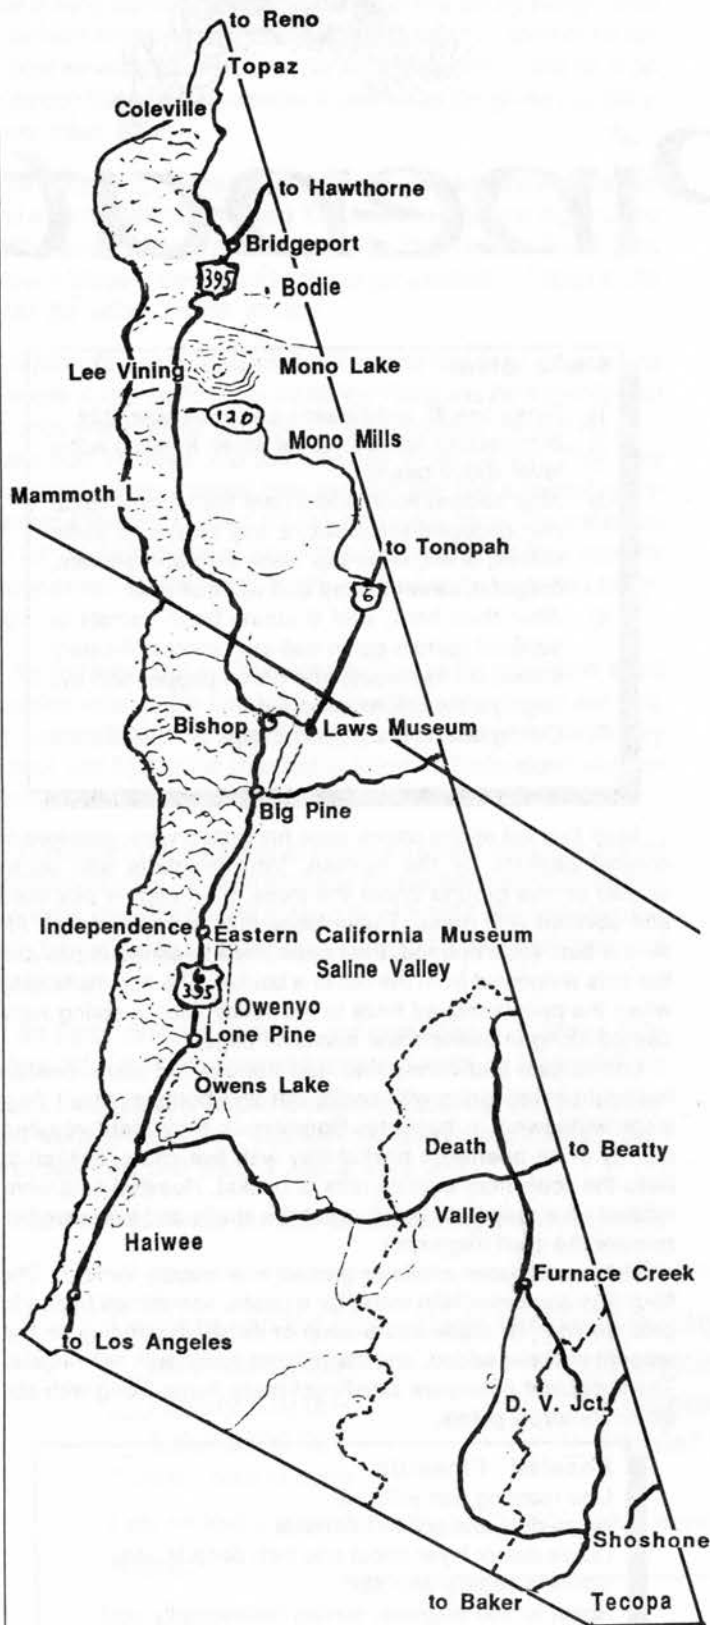 to Reno
Topaz
Coleville
to Hawthorne
Bridgeport
395
Bodie
Lee Vining
Mono Lake
120
Mono Mills
Mammoth L.
to Tonopah
6
Bishop
Laws Museum
Big Pine
Independence
Eastern California Museum
Saline Valley
6
395
Owenyo
Lone Pine
Owens Lake
Death
to Beatty
Valley
Haiwee
Furnace Creek
to Los Angeles
D. V. Jct.
Shoshone
to Baker
Tecopa